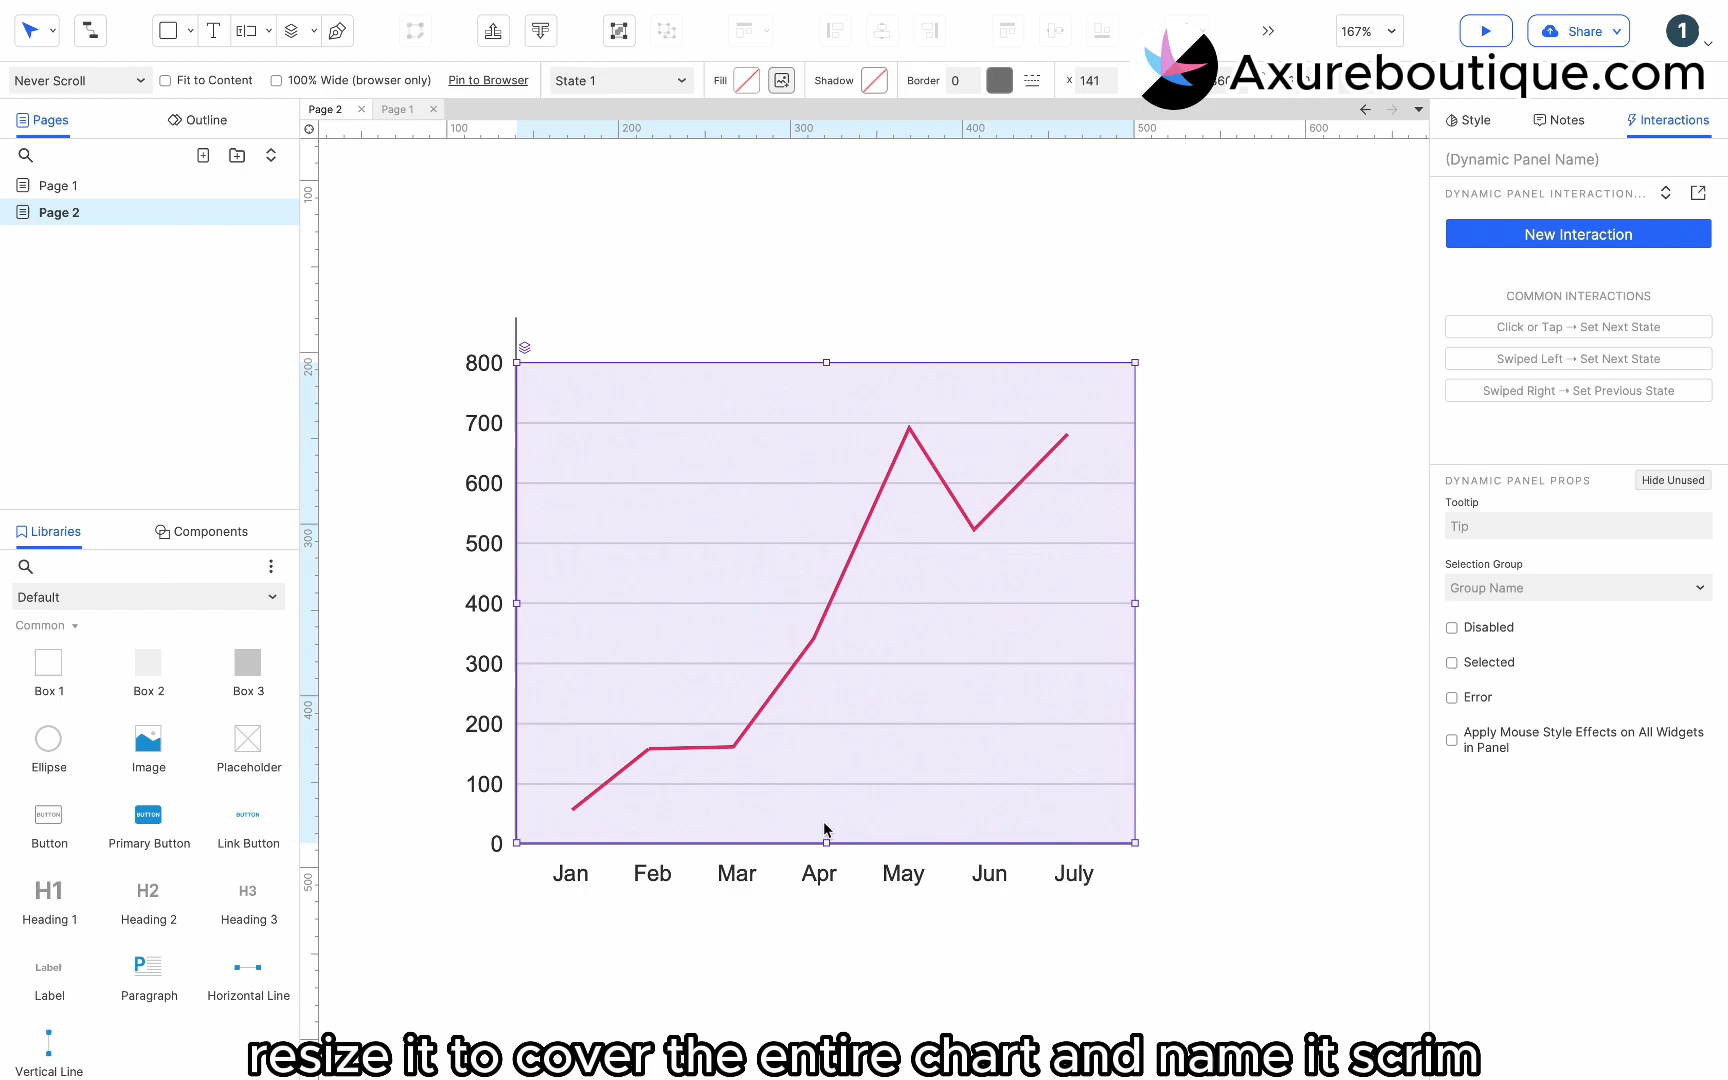 167%
Share
1
Axureboutique.com
Never Scroll
Fit to Content
100% Wide (browser only)
Pin to Browser
State 1
Fill
Shadow
Border
0
X
141
Pages
Outline
Page 2
Page 1
100
200
300
400
500
600
Style
Notes
Interactions
Page 1
Page 2
(Dynamic Panel Name)
DYNAMIC PANEL INTERACTION...
New Interaction
COMMON INTERACTIONS
Click or Tap → Set Next State
Swiped Left → Set Next State
Swiped Right → Set Previous State
DYNAMIC PANEL PROPS
Hide Unused
Tooltip
Tip
Selection Group
Group Name
Disabled
Selected
Error
Apply Mouse Style Effects on All Widgets
in Panel
100
200
300
400
500
800
700
600
500
400
300
200
100
0
Jan Feb Mar Apr May Jun July
Libraries
Components
Default
Common
Box 1
Box 2
Box 3
Ellipse
Image
Placeholder
BUTTON
BUTTON
BUTTON
Button
Primary Button
Link Button
H1
H2
H3
Heading 1
Heading 2
Heading 3
Label
P
Label
Paragraph
Horizontal Line
Vertical Line
resize it to cover the entire chart and name it scrim